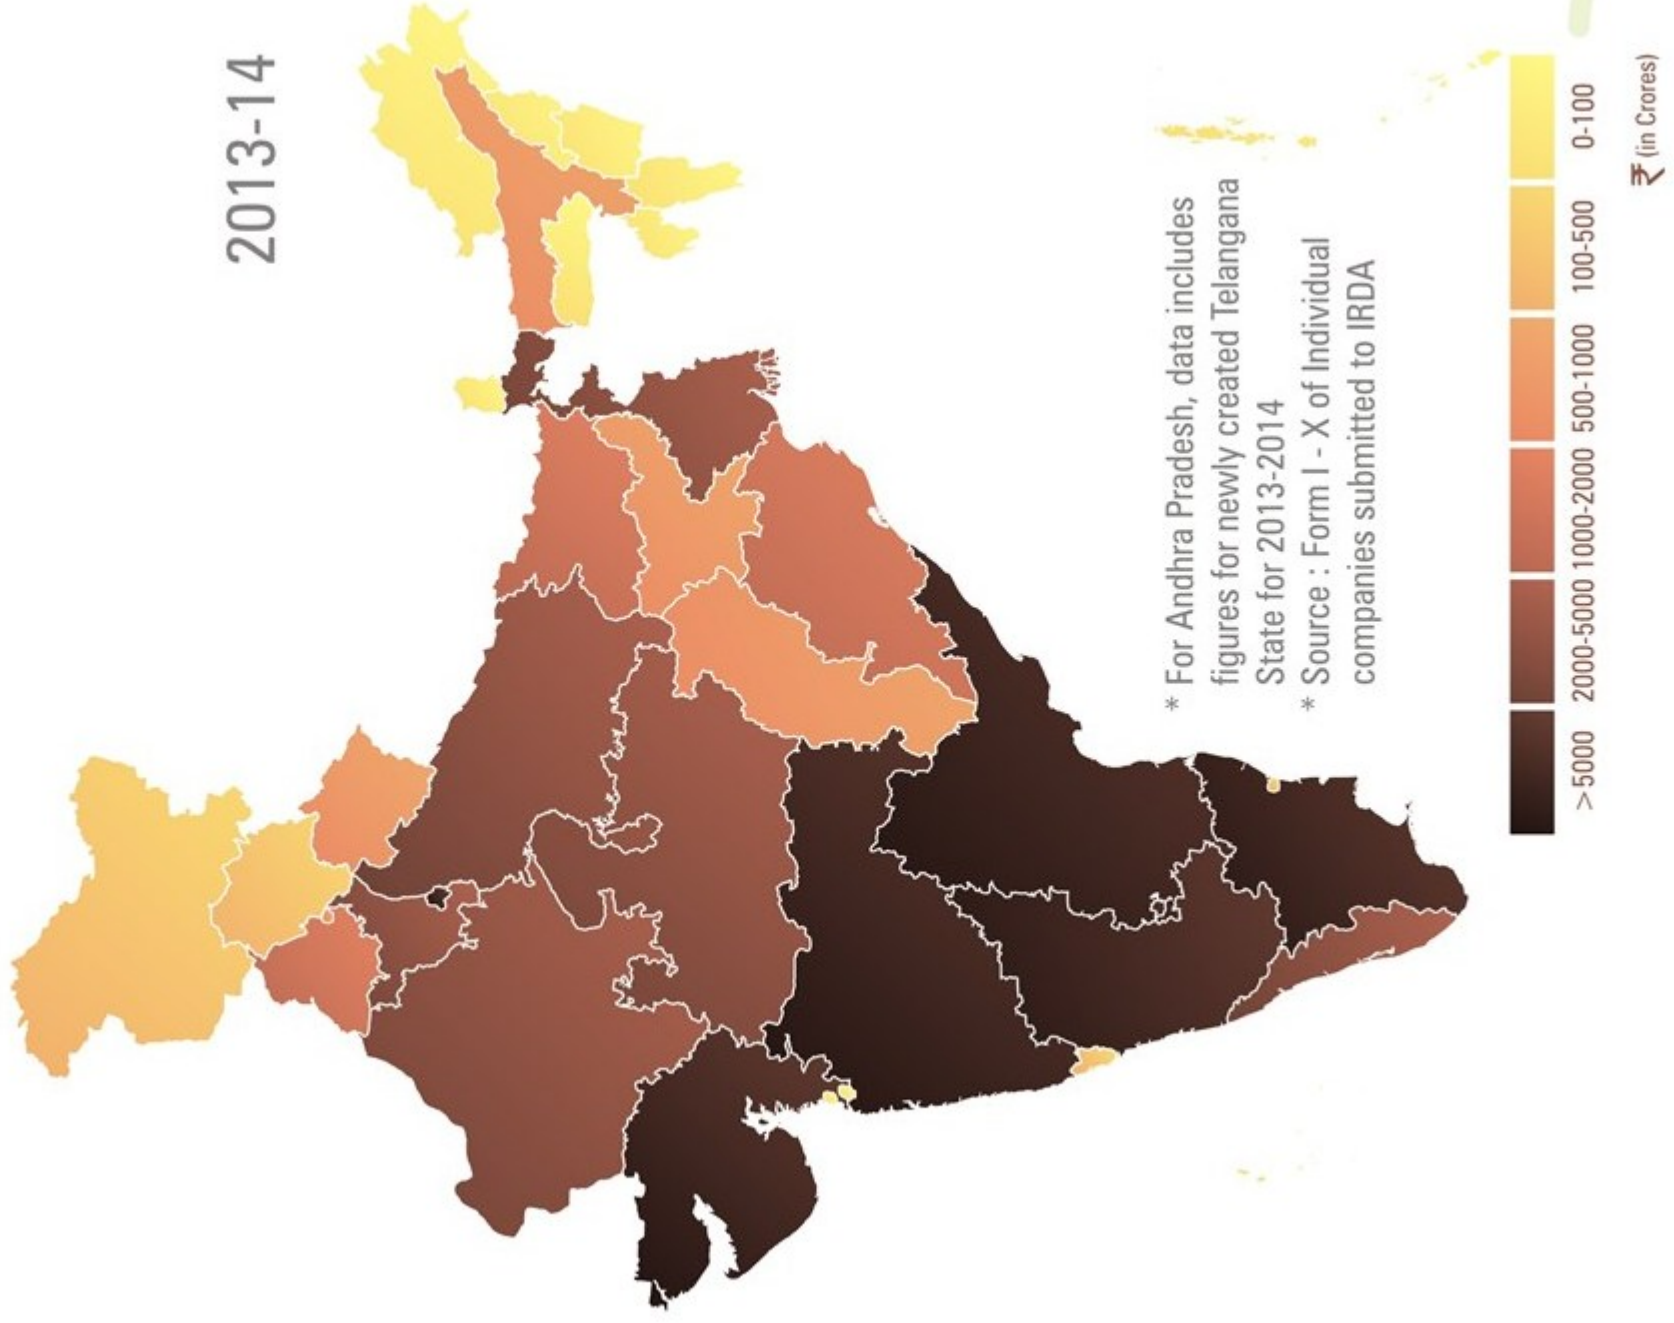 2013-14
* For Andhra Pradesh, data includes
figures for newly created Telangana
State for 2013-2014
* Source : Form I - X of Individual
companies submitted to IRDA
>5000
2000-5000
1000-2000
500-1000
100-500
0-100
₹ (in Crores)